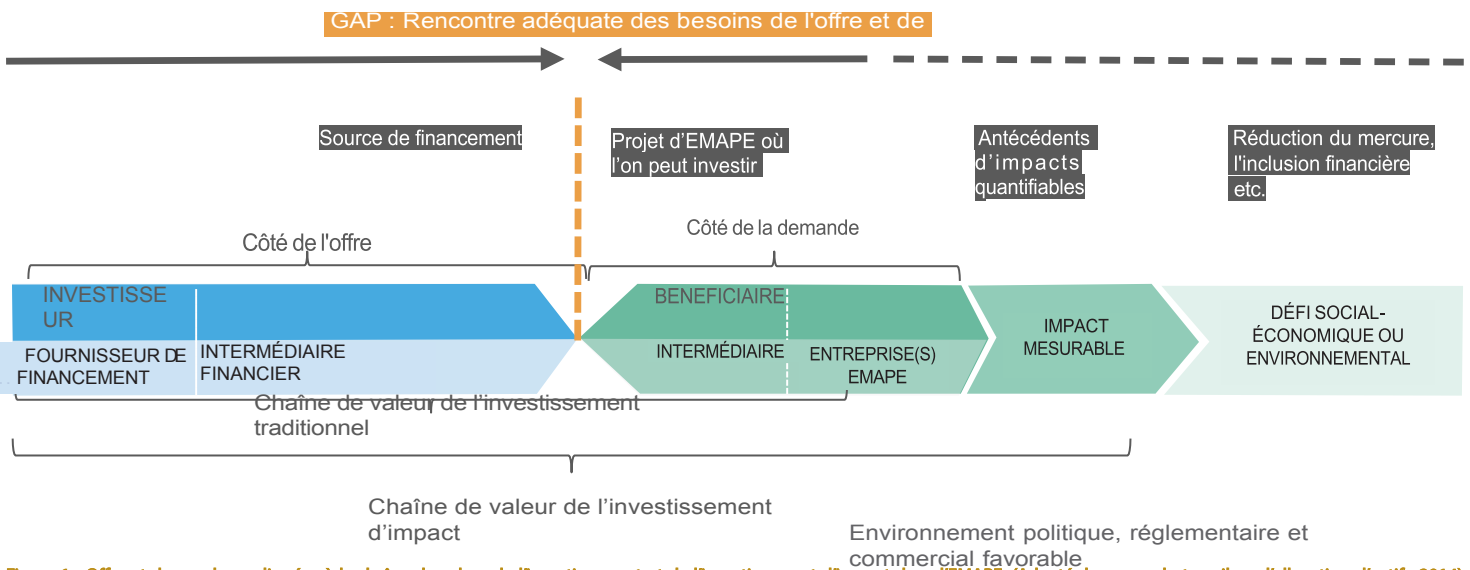 GAP : Rencontre adéquate des besoins de l'offre et de
Source de financement
Projet d'EMAPE où
l'on peut investir
Antécédents
d'impacts
quantifiables
Réduction du mercure,
l'inclusion financière
etc.
Côté de l'offre
Côté de la demande
INVESTISSE
UR
BENEFICIAIRE
FOURNISSEUR DE
FINANCEMENT
INTERMÉDIAIRE
FINANCIER
INTERMÉDIAIRE
ENTREPRISE(S)
EMAPE
IMPACT
MESURABLE
DÉFI SOCIAL-
ÉCONOMIQUE OU
ENVIRONNEMENTAL
Chaîne de valeur de l'investissement
traditionnel
Chaîne de valeur de l'investissement
d'impact
Environnement politique, réglementaire et
commercial favorable